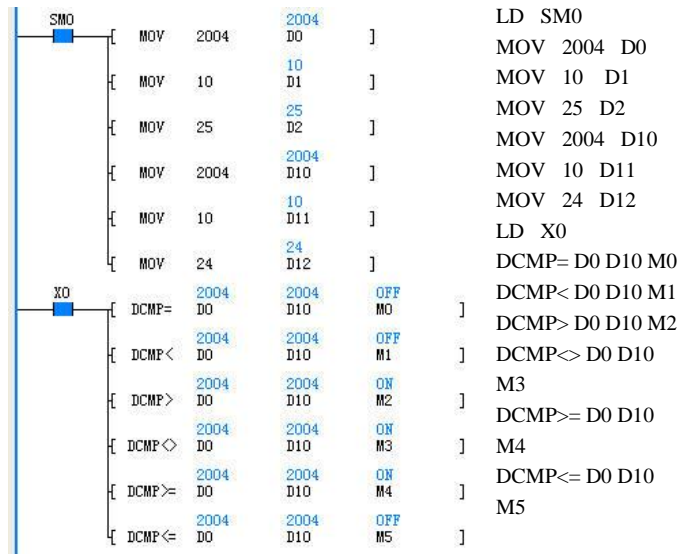 SM0
2004
[ MOV 2004 D0 ]
10
[ MOV 10 D1 ]
25
[ MOV 25 D2 ]
2004
[ MOV 2004 D10 ]
10
[ MOV 10 D11 ]
24
[ MOV 24 D12 ]
X0
2004 2004 OFF
[ DCMP= D0 D10 M0 ]
2004 2004 OFF
[ DCMP< D0 D10 M1 ]
2004 2004 ON
[ DCMP> D0 D10 M2 ]
2004 2004 ON
[ DCMP<> D0 D10 M3 ]
2004 2004 ON
[ DCMP>= D0 D10 M4 ]
2004 2004 OFF
[ DCMP<= D0 D10 M5 ]
LD SM0
MOV 2004 D0
MOV 10 D1
MOV 25 D2
MOV 2004 D10
MOV 10 D11
MOV 24 D12
LD X0
DCMP= D0 D10 M0
DCMP< D0 D10 M1
DCMP> D0 D10 M2
DCMP<> D0 D10
M3
DCMP>= D0 D10
M4
DCMP<= D0 D10
M5